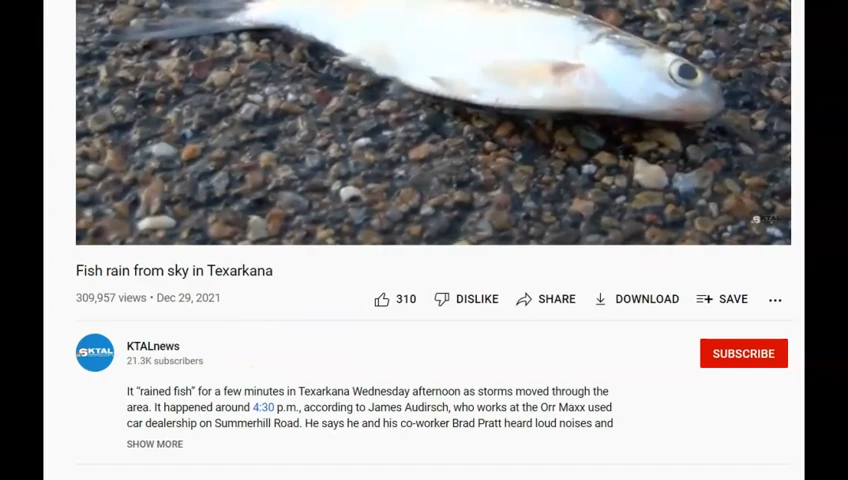 6 KTAL
Fish rain from sky in Texarkana
309,957 views • Dec 29, 2021
310 DISLIKE SHARE DOWNLOAD SAVE ...
6KTAL
KTALnews
21.3K subscribers
SUBSCRIBE
It “rained fish” for a few minutes in Texarkana Wednesday afternoon as storms moved through the
area. It happened around 4:30 p.m., according to James Audirsch, who works at the Orr Maxx used
car dealership on Summerhill Road. He says he and his co-worker Brad Pratt heard loud noises and
SHOW MORE